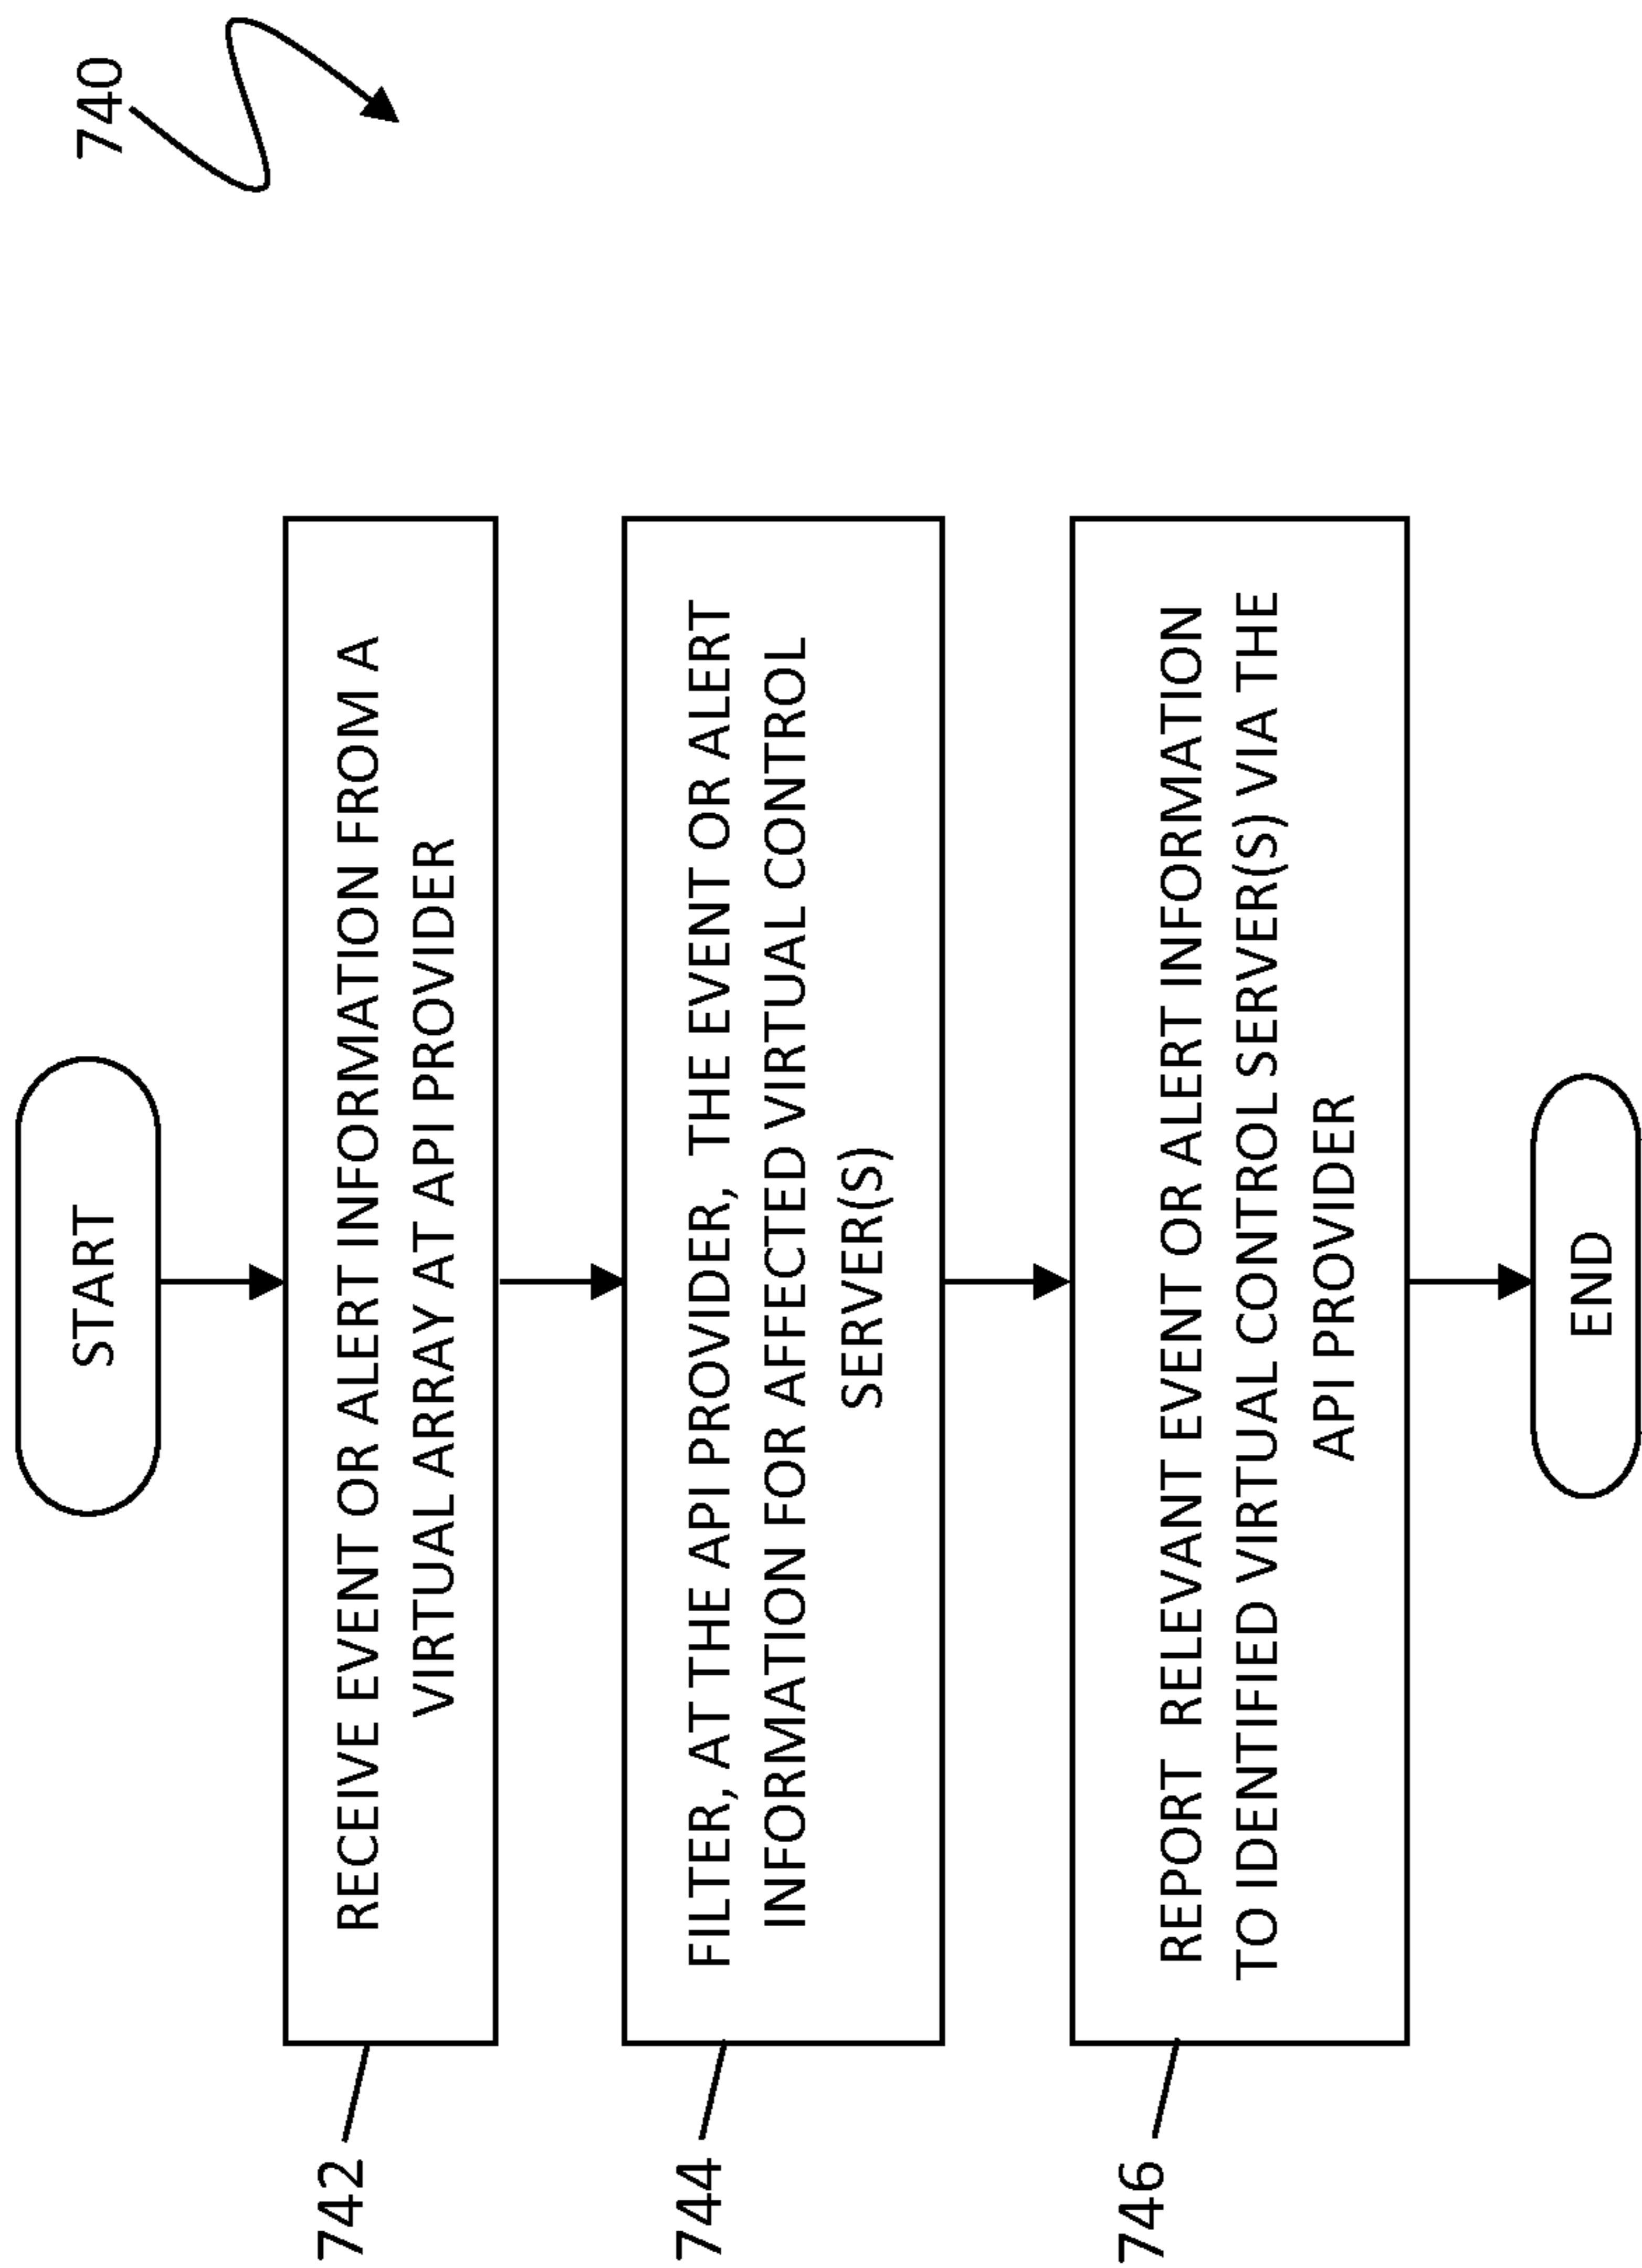 740
START
742
RECEIVE EVENT OR ALERT INFORMATION FROM A
VIRTUAL ARRAY AT API PROVIDER
744
FILTER, AT THE API PROVIDER, THE EVENT OR ALERT
INFORMATION FOR AFFECTED VIRTUAL CONTROL
SERVER(S)
746
REPORT RELEVANT EVENT OR ALERT INFORMATION
TO IDENTIFIED VIRTUAL CONTROL SERVER(S) VIA THE
API PROVIDER
END